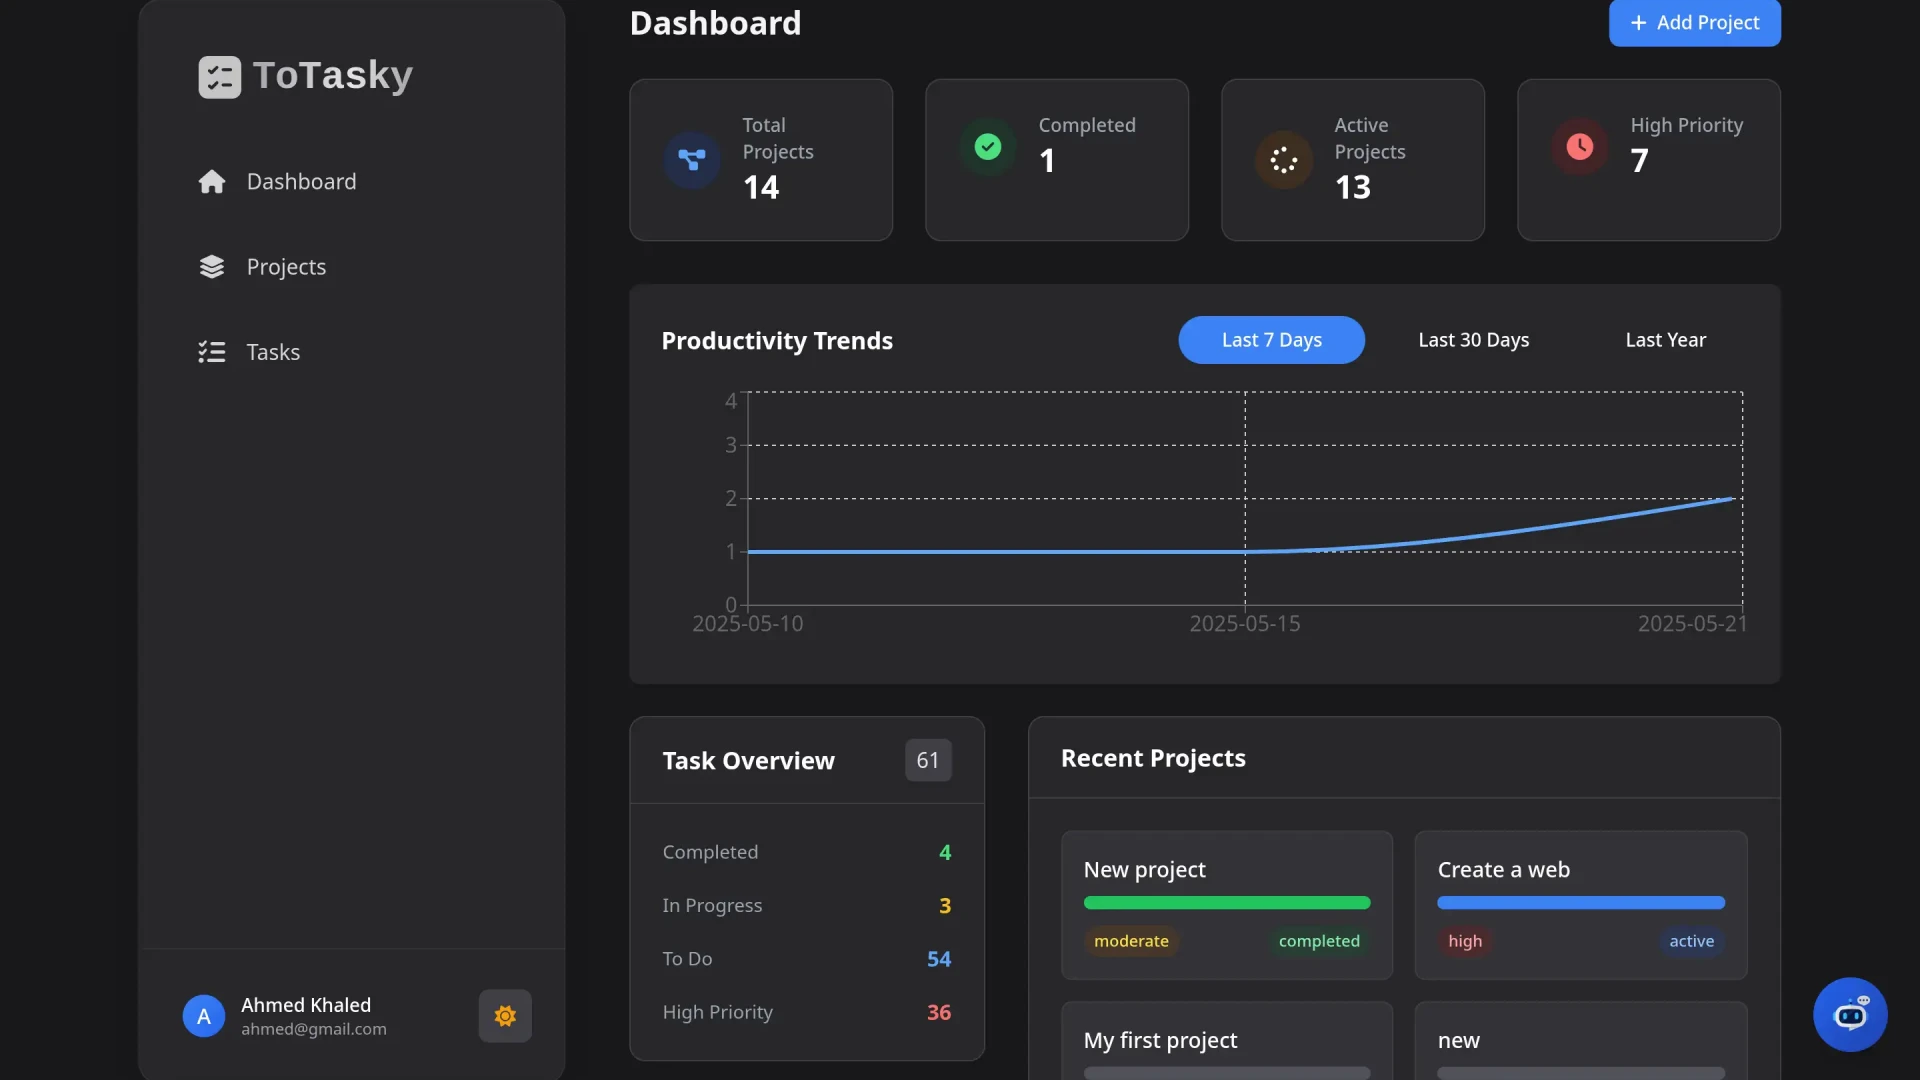 ToTasky
Dashboard
Projects
Tasks
Ahmed Khaled
A
ahmed@gmail.com
Dashboard
+ Add Project
Total
Projects
14
Completed
1
Active
Projects
13
High Priority
7
Productivity Trends
Last 7 Days
Last 30 Days
Last Year
4
3
2
1
0
2025-05-10
2025-05-15
2025-05-21
Task Overview
61
Completed
4
In Progress
3
To Do
54
High Priority
36
Recent Projects
New project
moderate
completed
Create a web
high
active
My first project
new